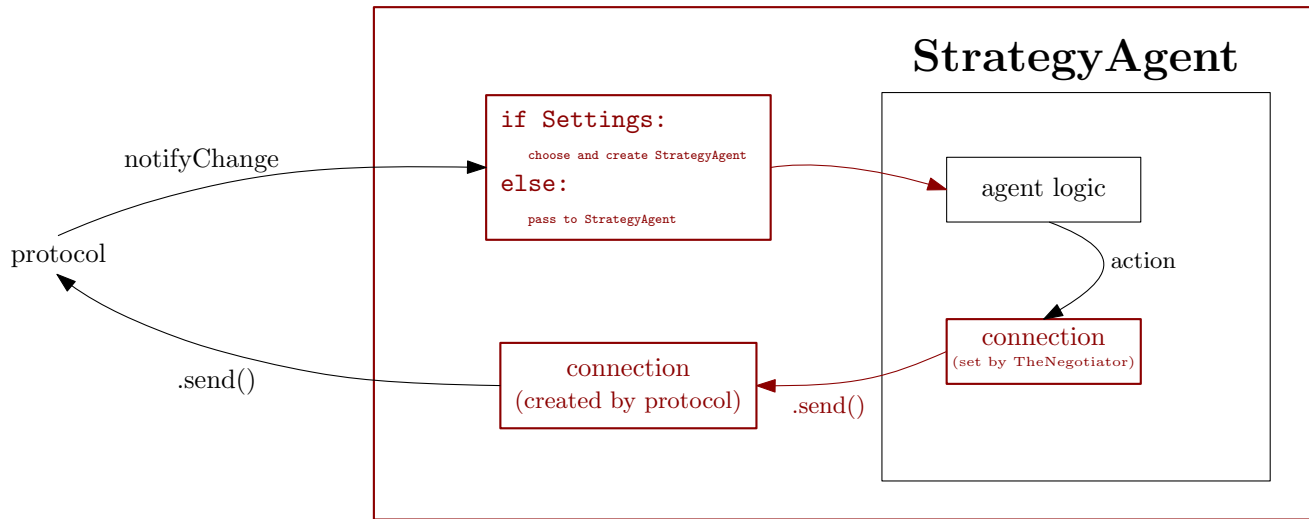 StrategyAgent
notifyChange
if Settings:
choose and create StrategyAgent
else:
pass to StrategyAgent
agent logic
protocol
action
connection
(set by TheNegotiator)
connection
(created by protocol)
.send()
.send()